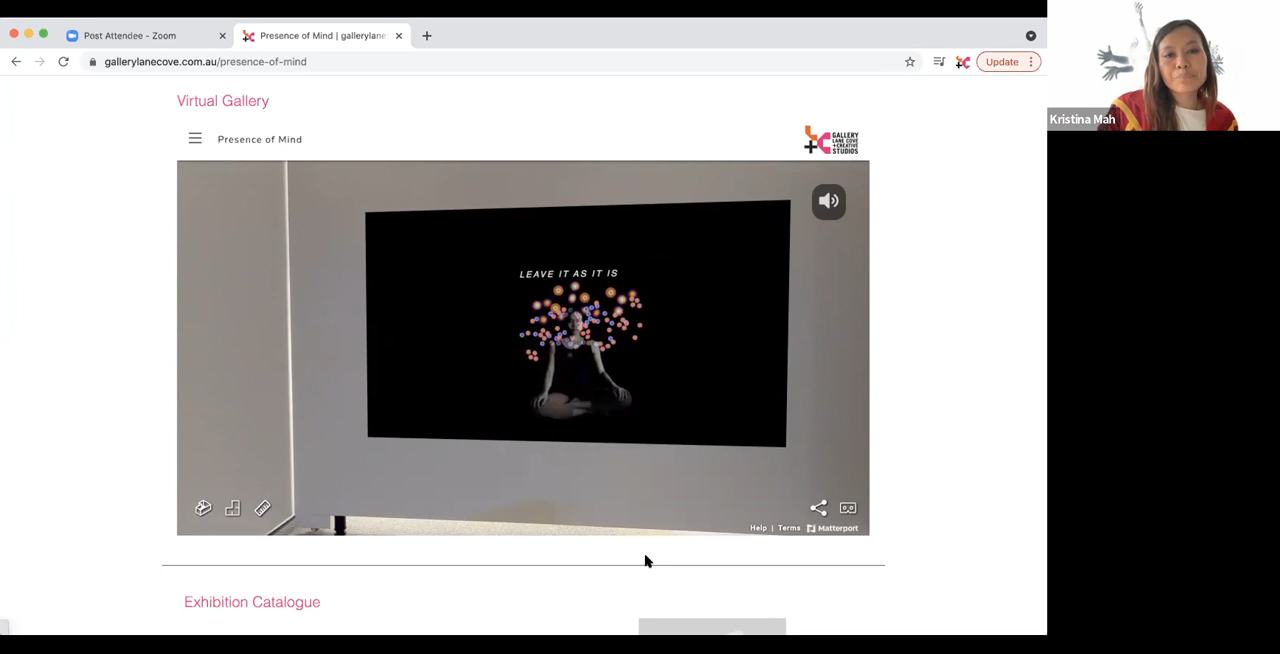 Post Attendee - Zoom
Presence of Mind | gallerylane
gallerylanecove.com.au/presence-of-mind
Update
Kristina Mah
Virtual Gallery
Presence of Mind
GALLERY
LANE COVE
+CREATIVE
STUDIOS
LEAVE IT AS IT IS
Help | Terms
Matterport
Exhibition Catalogue